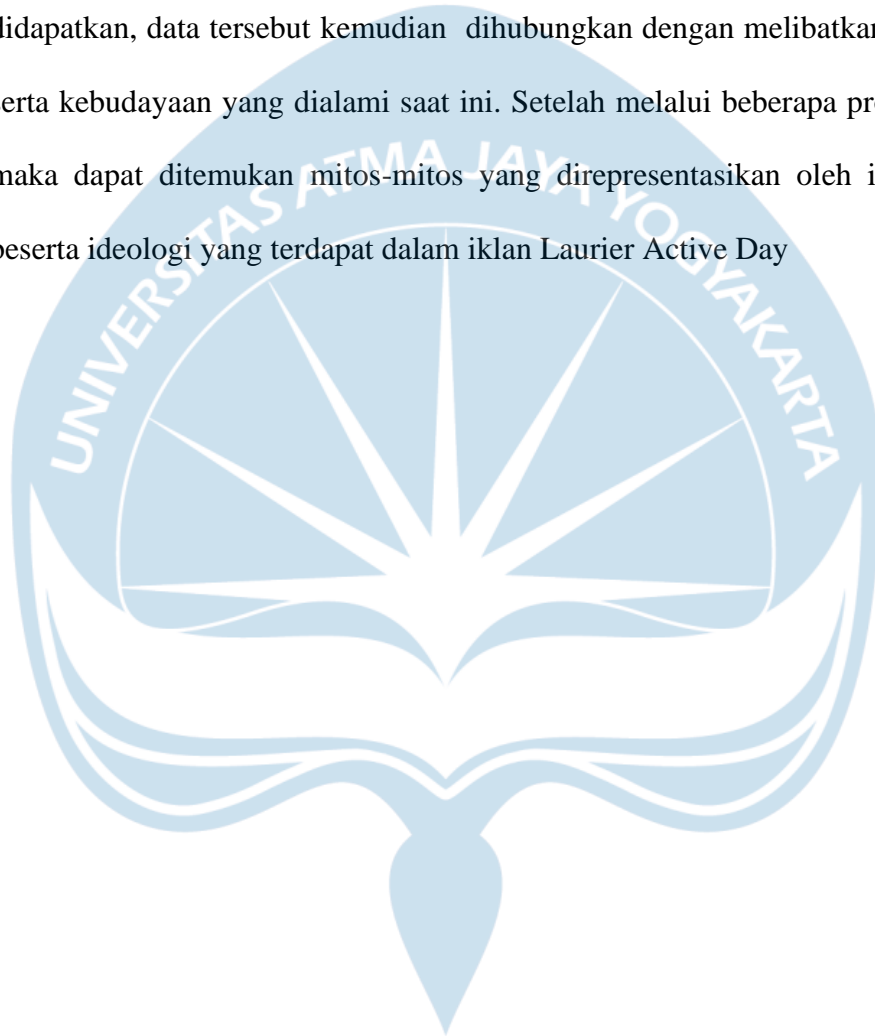 didapatkan, data tersebut kemudian dihubungkan dengan melibatkan
serta kebudayaan yang dialami saat ini. Setelah melalui beberapa
maka dapat ditemukan mitos-mitos yang direpresentasikan oleh
beserta ideologi yang terdapat dalam iklan Laurier Active Day
UNIVERSITAS ATMA JAYA YOGYAKARTA